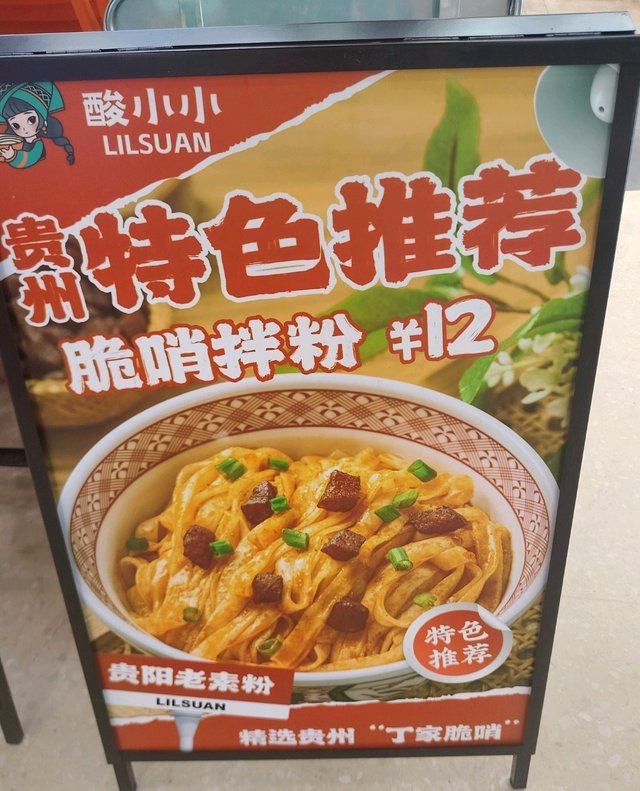 酸小小
LILSUAN
贵州
特色推荐
脆哨拌粉 ¥12
特色
推荐
贵阳老素粉
LILSUAN
精选贵州 “丁家脆哨”